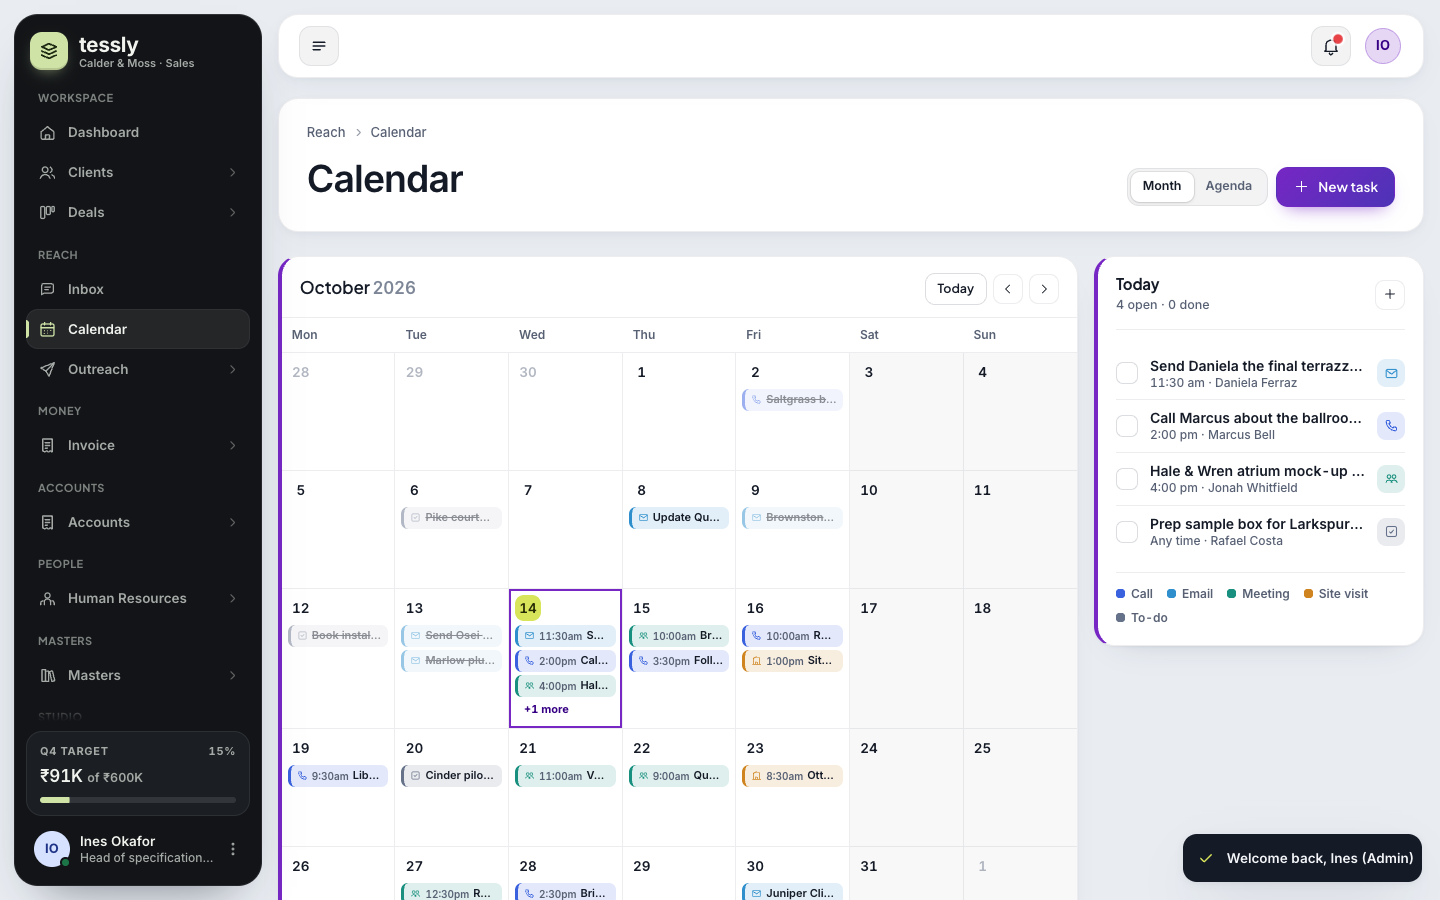 tessly
Calder & Moss · Sales
WORKSPACE
Dashboard
Clients
Deals
REACH
Inbox
Calendar
Outreach
MONEY
Invoice
ACCOUNTS
Accounts
PEOPLE
Human Resources
MASTERS
Masters
STUDIO
Q4 TARGET 15%
₹91K of ₹600K
IO
Ines Okafor
Head of specification...
IO
Reach > Calendar
Calendar
Month Agenda
+ New task
October 2026
Today
Mon Tue Wed Thu Fri Sat Sun
28 29 30 1 2 3 4
Saltgrass b...
5 6 7 8 9 10 11
Pike court... Update Qu... Brownston...
12 13 14 15 16 17 18
Book instal... Send Osei ... 11:30am S... 10:00am Br... 10:00am R...
Marlow plu... 2:00pm Cal... 3:30pm Foll... 1:00pm Sit...
4:00pm Hal...
+1 more
19 20 21 22 23 24 25
9:30am Lib... Cinder pilo... 11:00am V... 9:00am Qu... 8:30am Ott...
26 27 28 29 30 31 1
12:30pm R... 2:30pm Bri... Juniper Cli...
Today
4 open · 0 done
Send Daniela the final terrazz...
11:30 am · Daniela Ferraz
Call Marcus about the ballroo...
2:00 pm · Marcus Bell
Hale & Wren atrium mock-up ...
4:00 pm · Jonah Whitfield
Prep sample box for Larkspur...
Any time · Rafael Costa
Call Email Meeting Site visit
To-do
Welcome back, Ines (Admin)